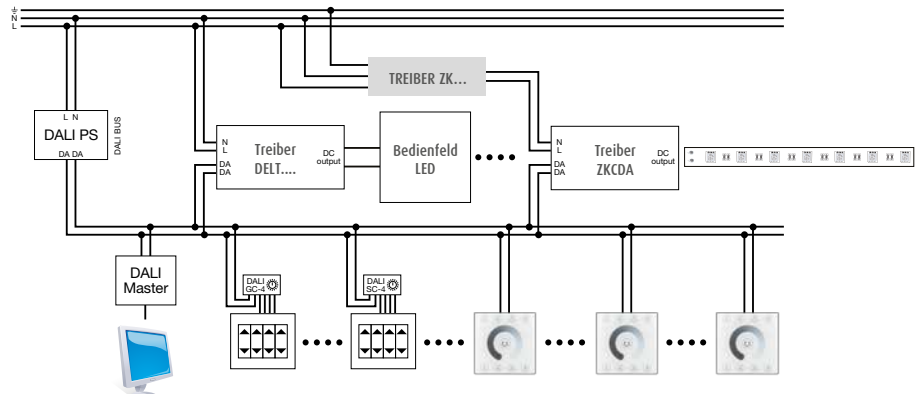 N
L
TREIBER ZK...
L N
DALI PS
DA DA
DALI BUS
N
L
DA
DA
Treiber
DELT....
DC
output
Bedienfeld
LED
N
L
DA
DA
Treiber
ZKCDA
DC
output
DALI
Master
DALI
GC-4
DALI
SC-4